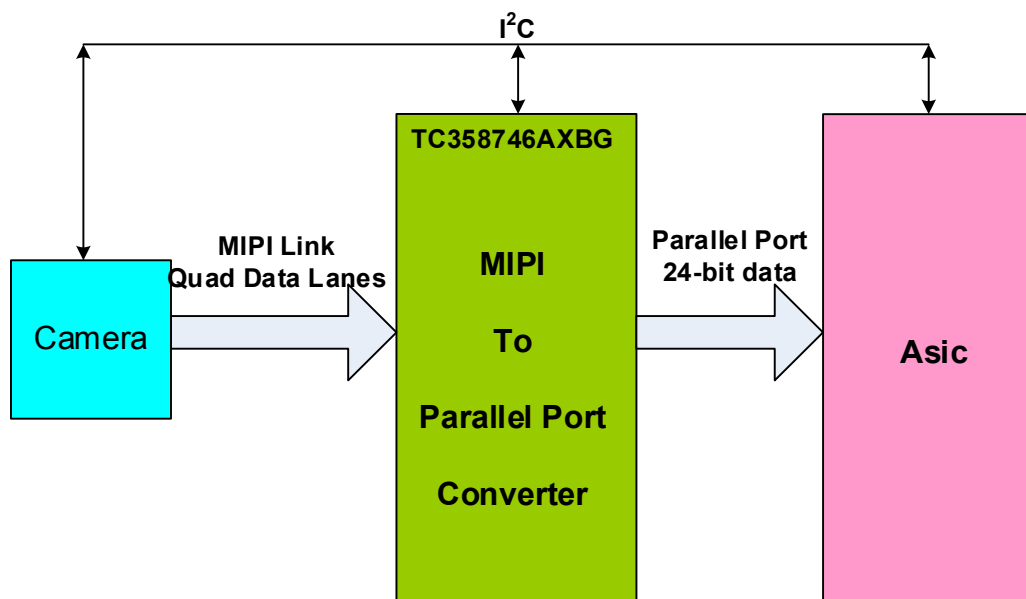 I²C
TC358746AXBG
MIPI Link
Quad Data Lanes
Parallel Port
24-bit data
Camera
MIPI
To
Parallel Port
Converter
Asic